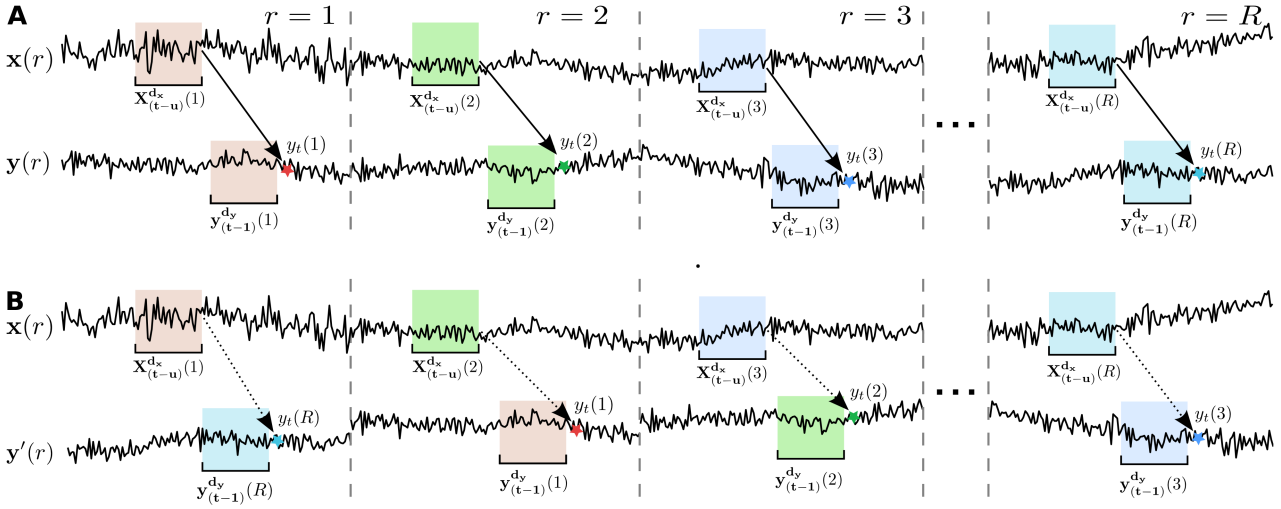 A r = 1 r = 2 r = 3 r = R
x(r)
X^{d_x}_{(t−u)}(1) X^{d_x}_{(t−u)}(2) X^{d_x}_{(t−u)}(3) X^{d_x}_{(t−u)}(R)
...
y_t(1) y_t(2) y_t(3) y_t(R)
y(r)
y^{d_y}_{(t−1)}(1) y^{d_y}_{(t−1)}(2) y^{d_y}_{(t−1)}(3) y^{d_y}_{(t−1)}(R)
.
B
x(r)
X^{d_x}_{(t−u)}(1) X^{d_x}_{(t−u)}(2) X^{d_x}_{(t−u)}(3) X^{d_x}_{(t−u)}(R)
...
y_t(R) y_t(1) y_t(2) y_t(3)
y′(r)
y^{d_y}_{(t−1)}(R) y^{d_y}_{(t−1)}(1) y^{d_y}_{(t−1)}(2) y^{d_y}_{(t−1)}(3)